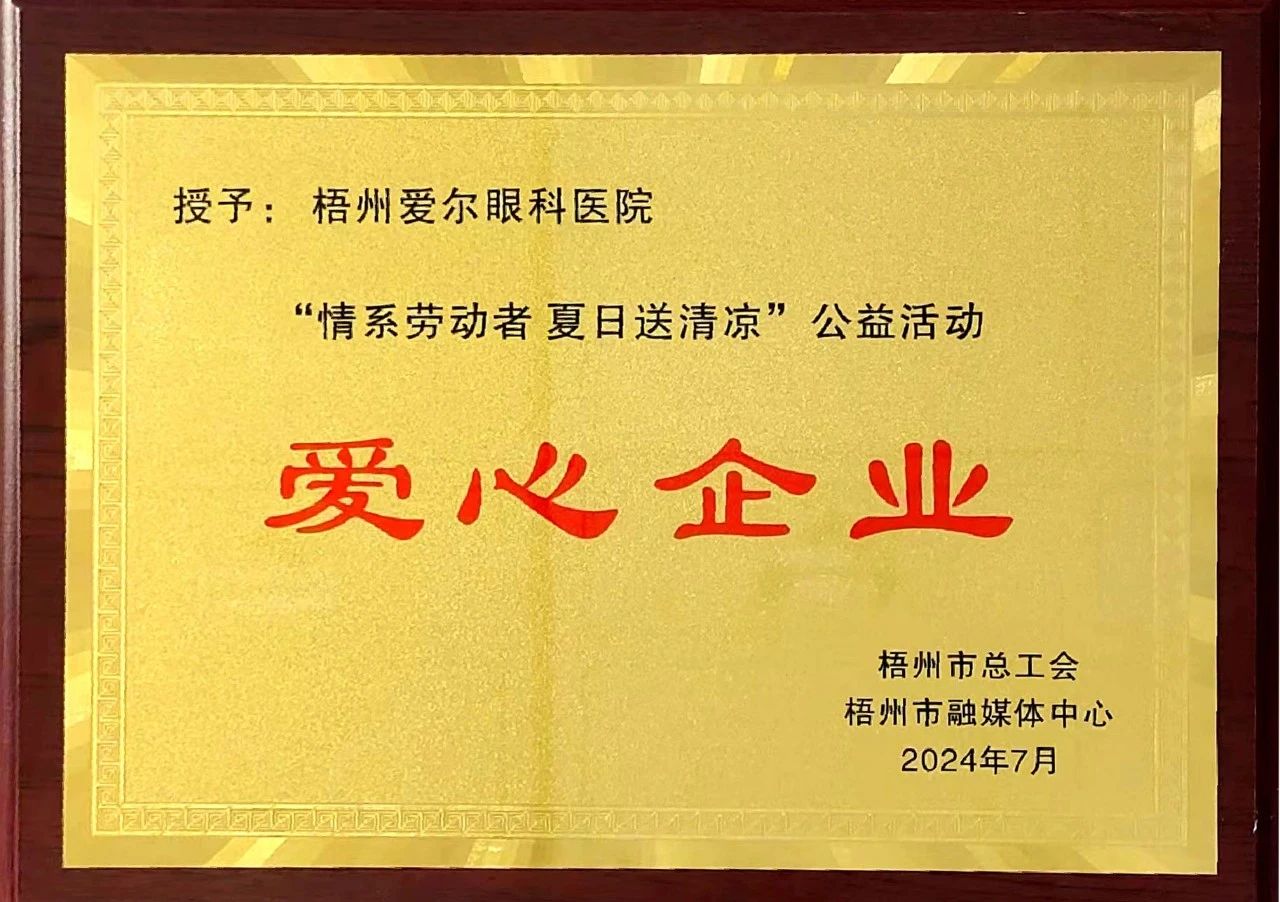 授予： 梧州爱尔眼科医院
“情系劳动者 夏日送清凉”公益活动
爱心企业
梧州市总工会
梧州市融媒体中心
2024年7月